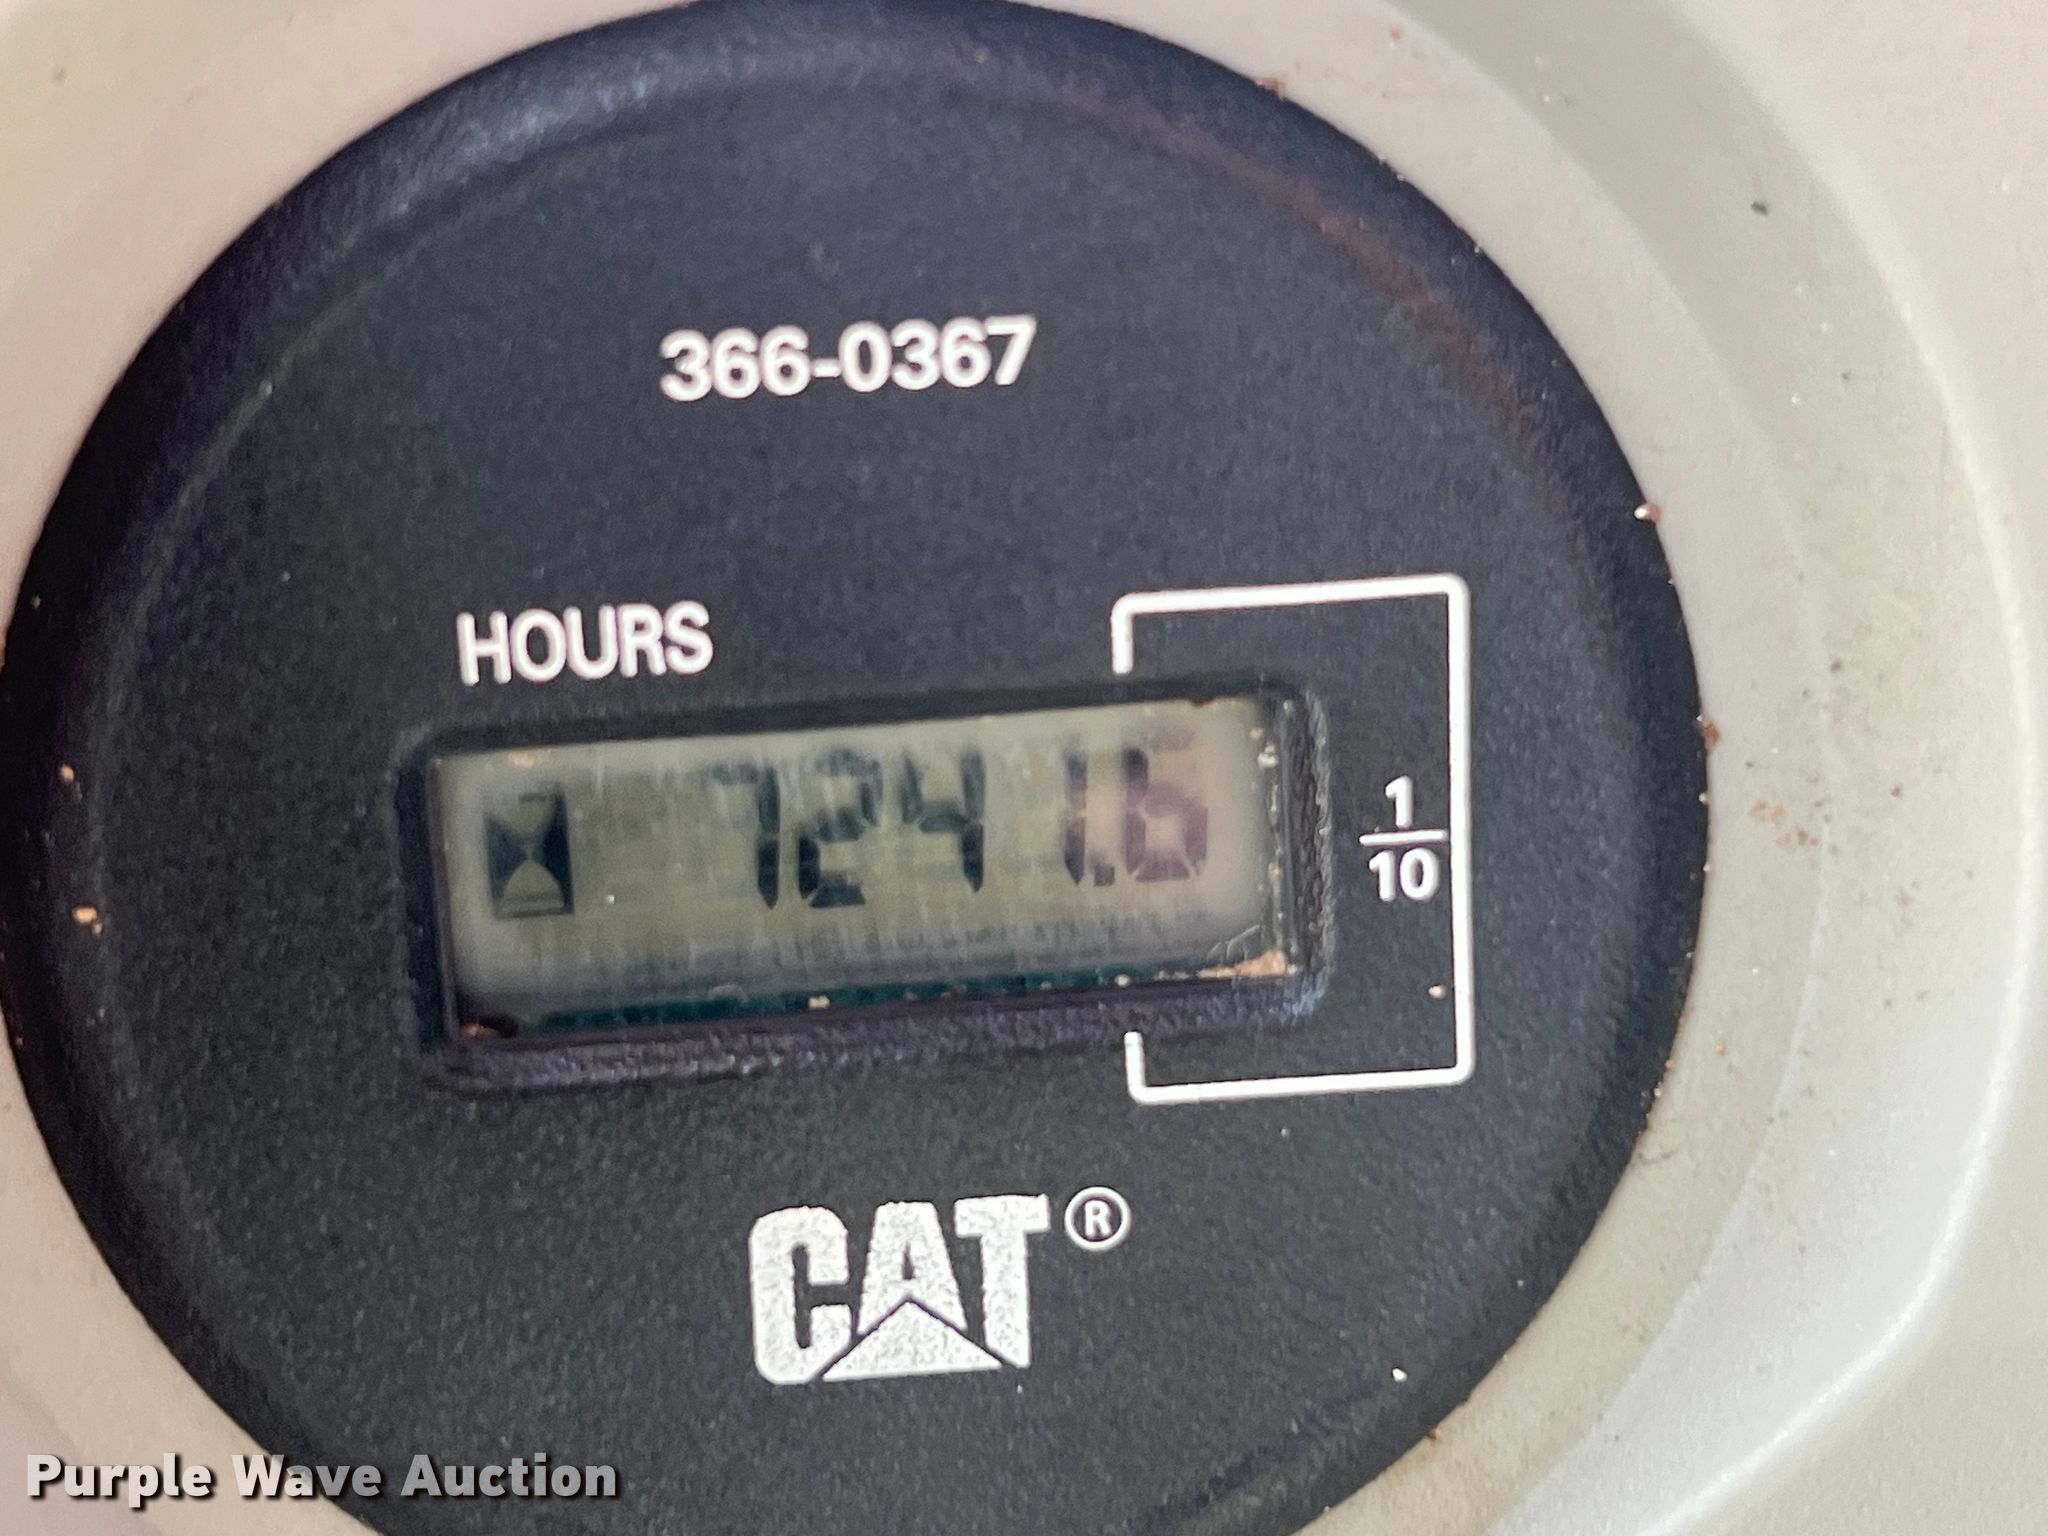 366-0367
HOURS
7241.6
1
10
CAT®
Purple Wave Auction